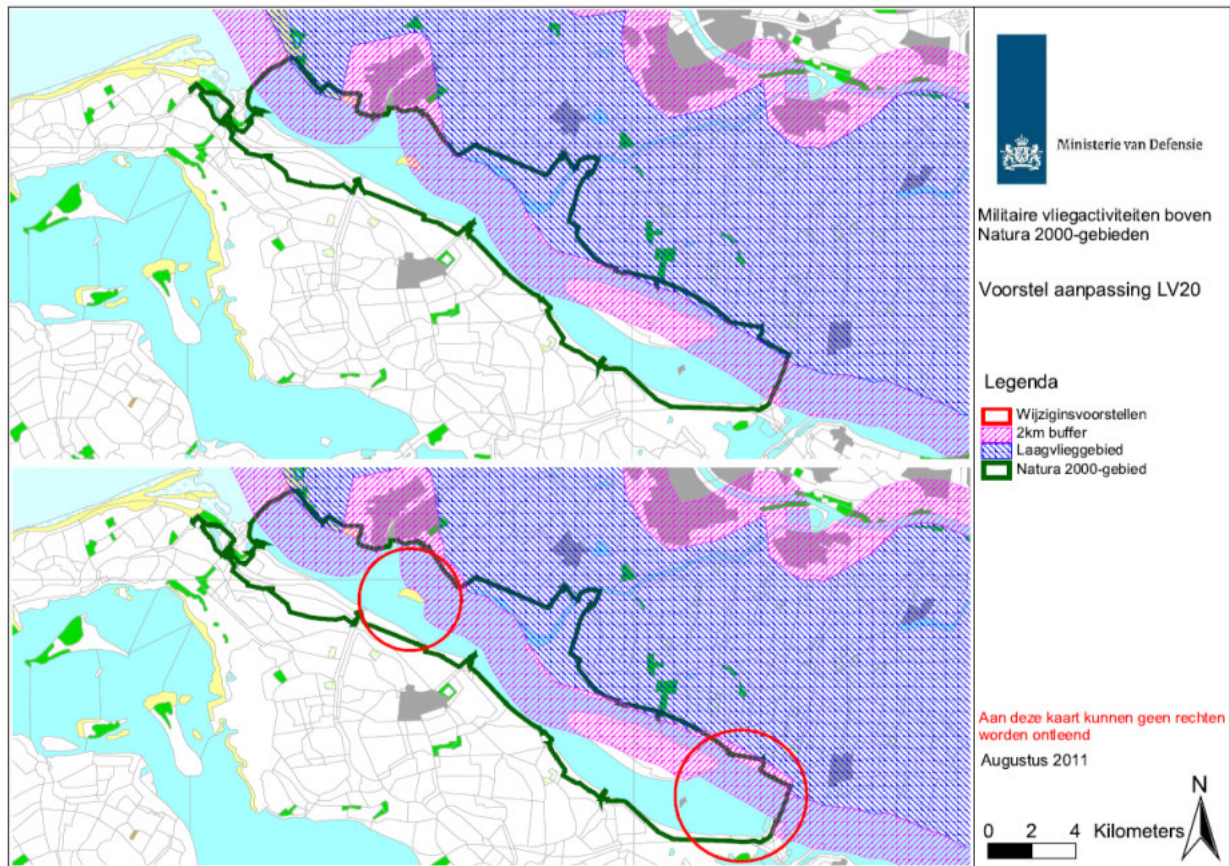 Ministerie van Defensie
Militaire vliegactiviteiten boven
Natura 2000-gebieden
Voorstel aanpassing LV20
Legenda
Wijziginsvoorstellen
2km buffer
Laagvlieggebied
Natura 2000-gebied
Aan deze kaart kunnen geen rechten
worden ontleend
Augustus 2011
N
0 2 4 Kilometers